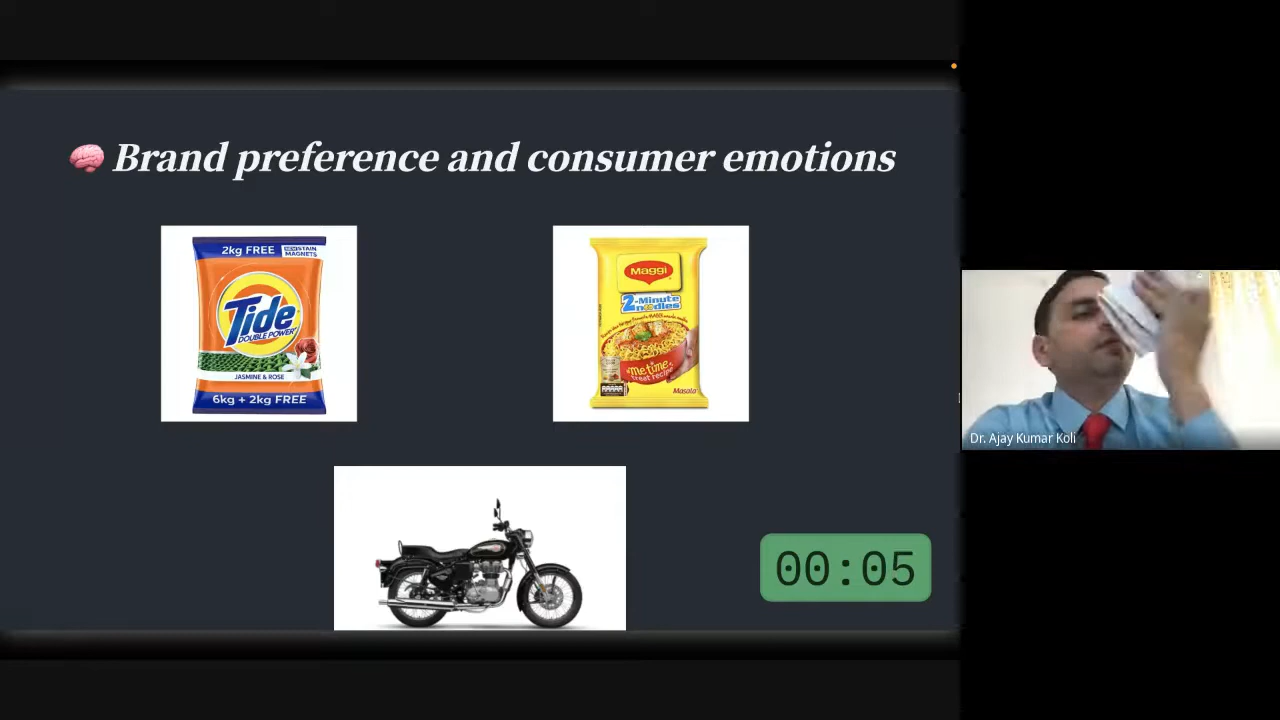 Brand preference and consumer emotions
2kg FREE
NEW STAIN
MAGNETS
Tide
DOUBLE POWER
JASMINE & ROSE
6kg + 2kg FREE
Maggi
2-Minute
noodles
"me time"
Masala
00:05
Dr. Ajay Kumar Koli